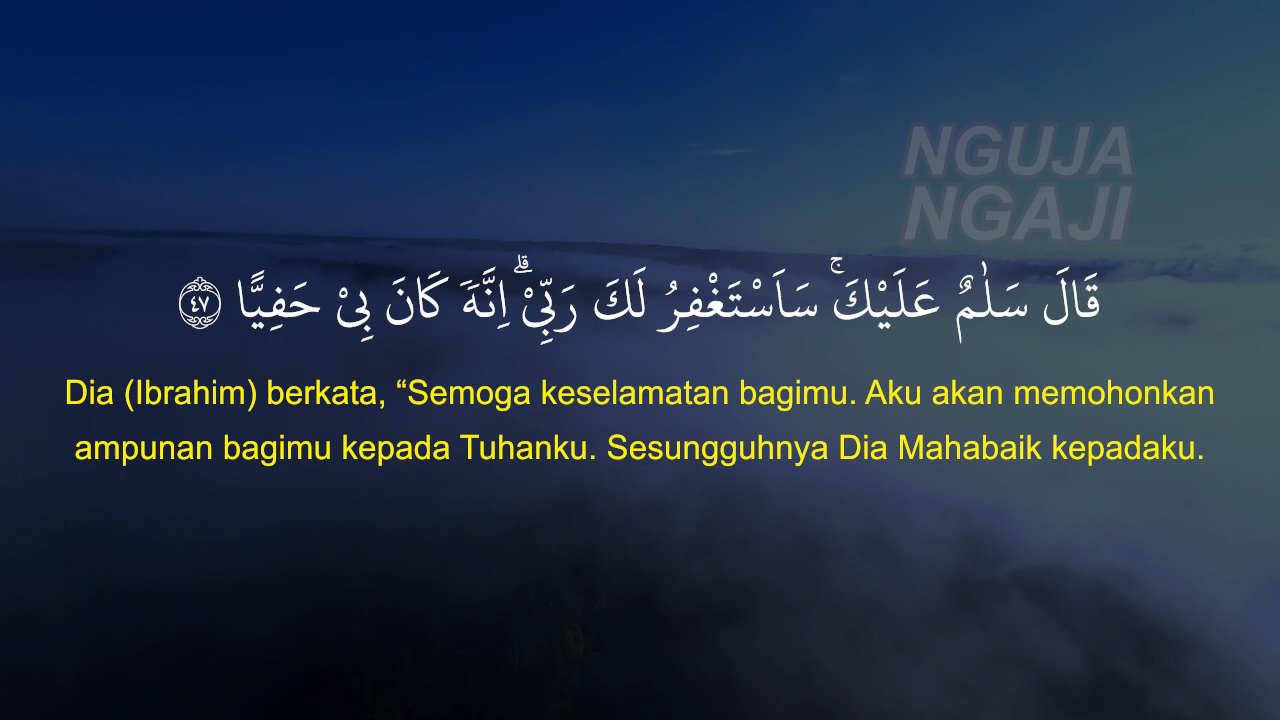 NGUJA
NGAJI
قَالَ سَلٰمٌ عَلَيْكَۚ سَاَسْتَغْفِرُ لَكَ رَبِّيْۗ اِنَّهٗ كَانَ بِيْ حَفِيًّا ٤٧
Dia (Ibrahim) berkata, “Semoga keselamatan bagimu. Aku akan memohonkan
ampunan bagimu kepada Tuhanku. Sesungguhnya Dia Mahabaik kepadaku.